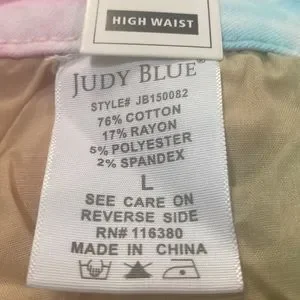 HIGH WAIST
JUDY BLUE®
STYLE# JB150082
76% COTTON
17% RAYON
5% POLYESTER
2% SPANDEX
L
SEE CARE ON
REVERSE SIDE
RN# 116380
MADE IN CHINA